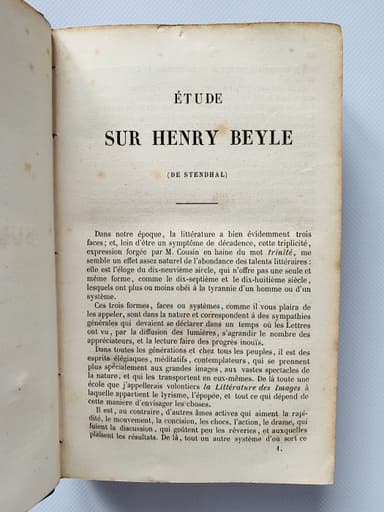 ÉTUDE
SUR HENRY BEYLE
(DE STENDHAL)
Dans notre époque, la littérature a bien évidemment trois
faces; et, loin d'être un symptôme de décadence, cette triplicité,
expression forgée par M. Cousin en haine du mot trinité, me
semble un effet assez naturel de l'abondance des talents littéraires :
elle est l'éloge du dix-neuvième siècle, qui n'offre pas une seule et
même forme, comme le dix-septième et le dix-huitième siècle,
lesquels ont plus ou moins obéi à la tyrannie d'un homme ou d'un
système.
Ces trois formes, faces ou systèmes, comme il vous plaira de
les appeler, sont dans la nature et correspondent à des sympathies
générales qui devaient se déclarer dans un temps où les Lettres
ont vu, par la diffusion des lumières, s'agrandir le nombre des
appréciateurs, et la lecture faire des progrès inouïs.
Dans toutes les générations et chez tous les peuples, il est des
esprits élégiaques, méditatifs, contemplateurs, qui se prennent
plus spécialement aux grandes images, aux vastes spectacles de
la nature, et qui les transportent en eux-mêmes. De là toute une
école que j'appellerais volontiers la Littérature des Images à
laquelle appartient le lyrisme, l'épopée, et tout ce qui dépend de
cette manière d'envisager les choses.
Il est, au contraire, d'autres âmes actives qui aiment la rapi-
dité, le mouvement, la concision, les chocs, l'action, le drame, qui
fuient la discussion, qui goûtent peu les rêveries, et auxquelles
plaisent les résultats. De là, tout un autre système d'où sort ce
1.